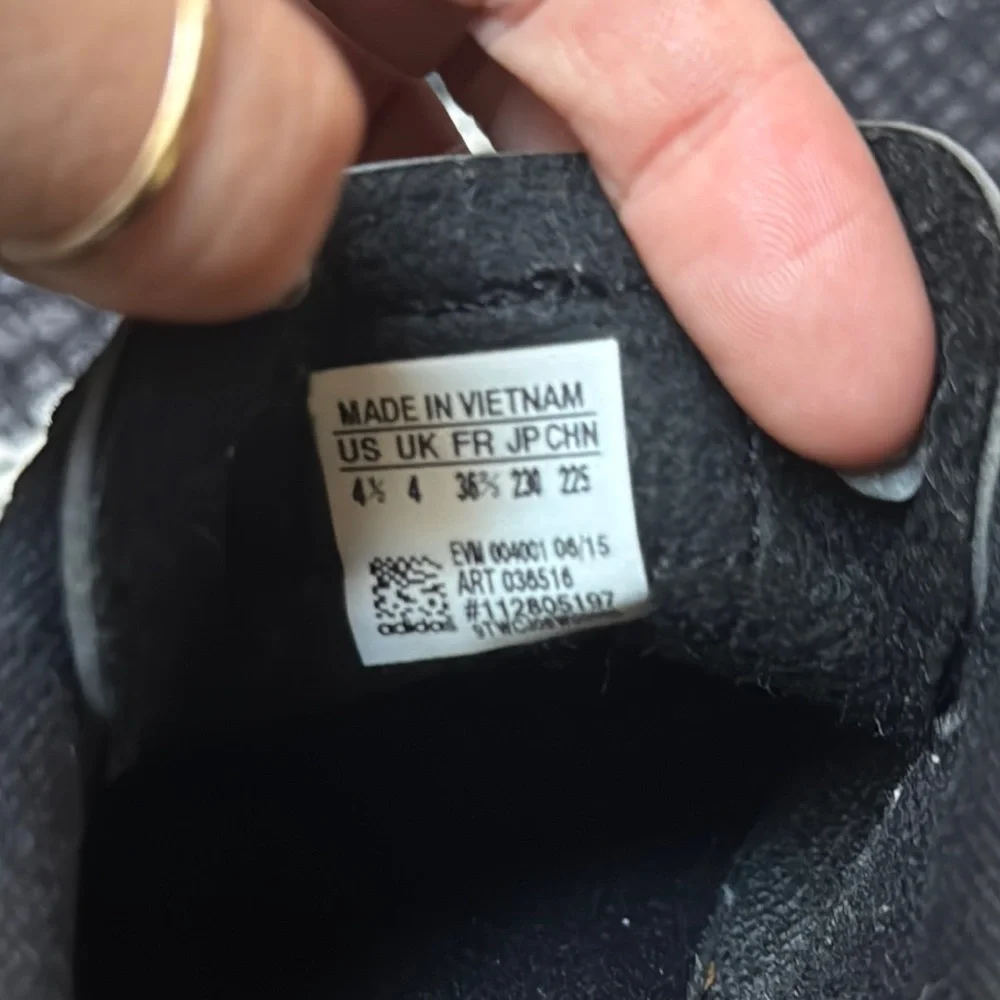 MADE IN VIETNAM
US UK FR JP CHN
4½ 4 36⅔ 230 225
EVM 004001 06/15
ART 036516
#112805197
adidas